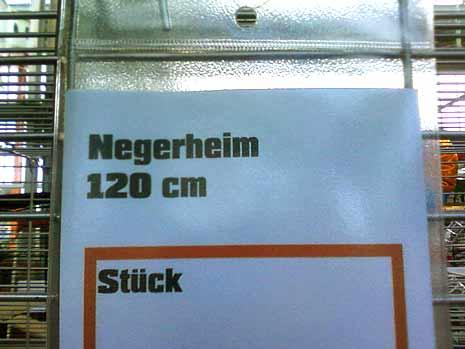 Negerheim
120 cm
Stück